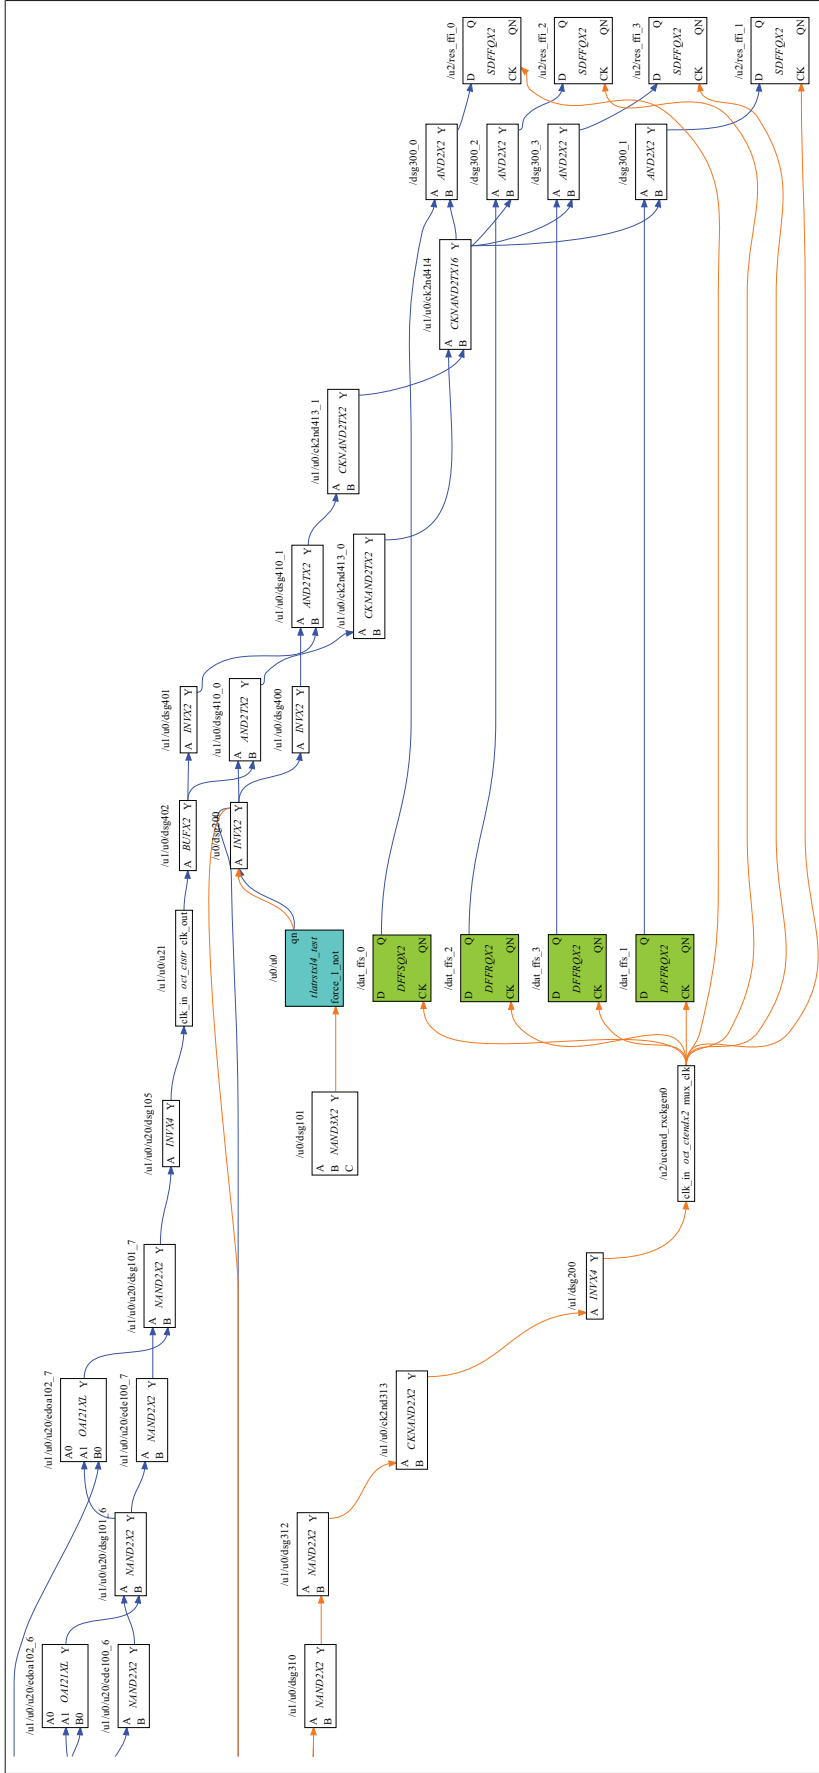 /u1/u0/u20/edoa102_6
A0
A1 OAI21XL Y
B0
/u1/u0/u20/ede100_6
A NAND2X2 Y
B
/u1/u0/u20/dsg101_6
A NAND2X2 Y
B
/u1/u0/u20/edoa102_7
A0
A1 OAI21XL Y
B0
/u1/u0/u20/ede100_7
A NAND2X2 Y
B
/u1/u0/u20/dsg101_7
A NAND2X2 Y
B
/u1/u0/u20/dsg105
A INVX4 Y
/u1/u0/u21
clk_in oct_ctstr clk_out
/u1/u0/dsg402
A BUFX2 Y
/u1/u0/dsg401
A INVX2 Y
/u0/dsg200
A INVX2 Y
/u1/u0/dsg410_0
A AND2TX2 Y
B
/u1/u0/dsg400
A INVX2 Y
/u1/u0/dsg410_1
A AND2TX2 Y
B
/u1/u0/ck2nd413_0
A CKNAND2TX2 Y
B
/u1/u0/ck2nd413_1
A CKNAND2TX2 Y
B
/u1/u0/ck2nd414
A CKNAND2TX16 Y
B
/u1/u0/dsg310
A NAND2X2 Y
B
/u1/u0/dsg312
A NAND2X2 Y
B
/u1/u0/ck2nd313
A CKNAND2X2 Y
B
/u1/dsg200
A INVX4 Y
/u2/uctend_rxckgen0
clk_in oct_ctendx2 mux_clk
/u0/dsg101
A
B NAND3X2 Y
C
/u0/u0
qn
tlatrstxl4_test
force_1_not
/dat_ffs_0
D Q
DFFSQX2
CK QN
/dat_ffs_2
D Q
DFFRQX2
CK QN
/dat_ffs_3
D Q
DFFRQX2
CK QN
/dat_ffs_1
D Q
DFFRQX2
CK QN
/dsg300_0
A AND2X2 Y
B
/dsg300_2
A AND2X2 Y
B
/dsg300_3
A AND2X2 Y
B
/dsg300_1
A AND2X2 Y
B
/u2/res_ffi_0
Q
D SDFFQX2
CK QN
/u2/res_ffi_2
Q
D SDFFQX2
CK QN
/u2/res_ffi_3
Q
D SDFFQX2
CK QN
/u2/res_ffi_1
Q
D SDFFQX2
CK QN